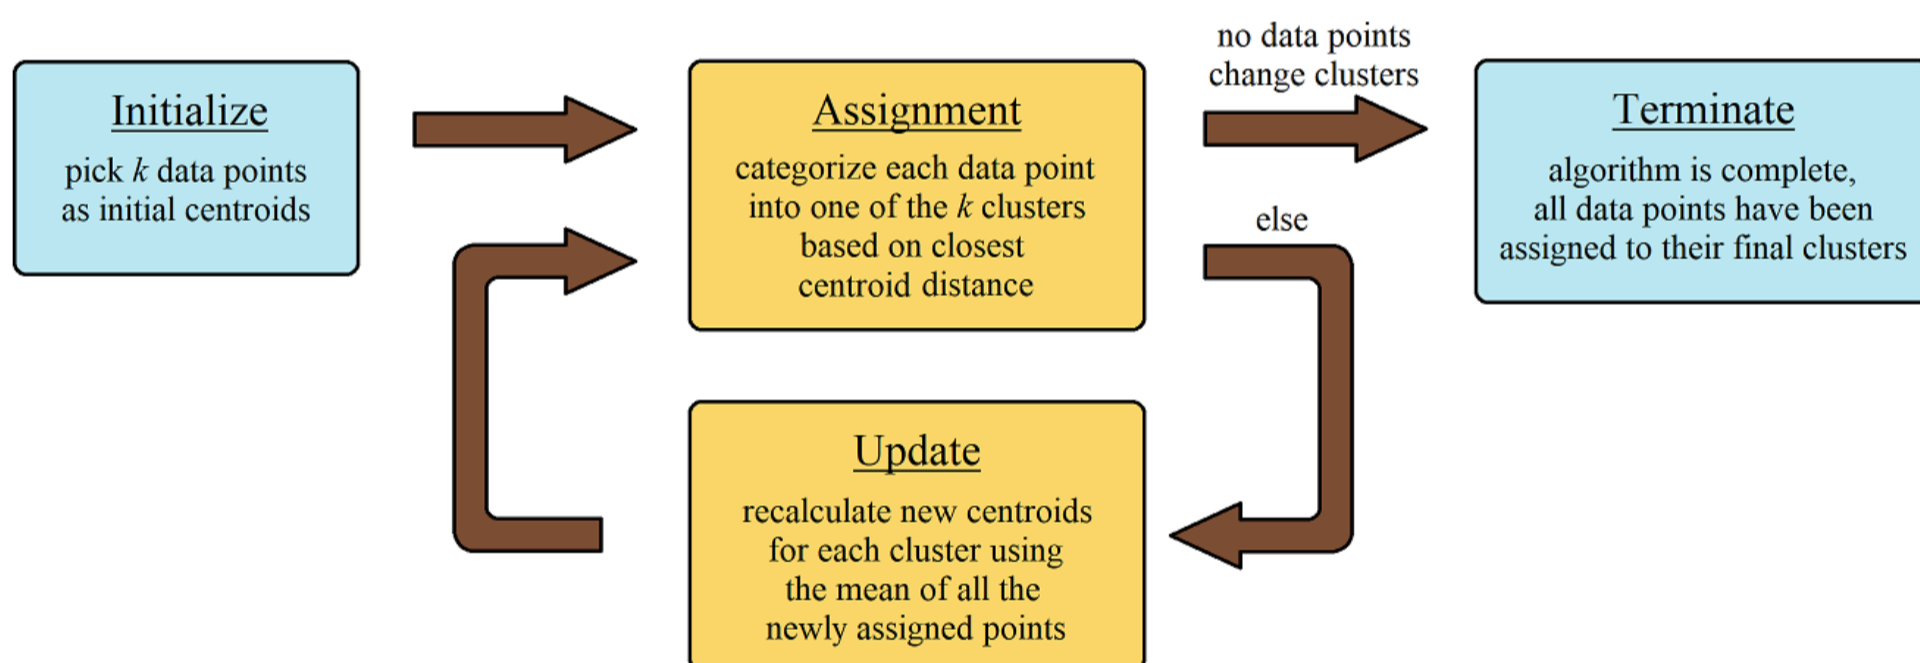 Initialize
pick k data points
as initial centroids
Assignment
categorize each data point
into one of the k clusters
based on closest
centroid distance
no data points
change clusters
else
Terminate
algorithm is complete,
all data points have been
assigned to their final clusters
Update
recalculate new centroids
for each cluster using
the mean of all the
newly assigned points